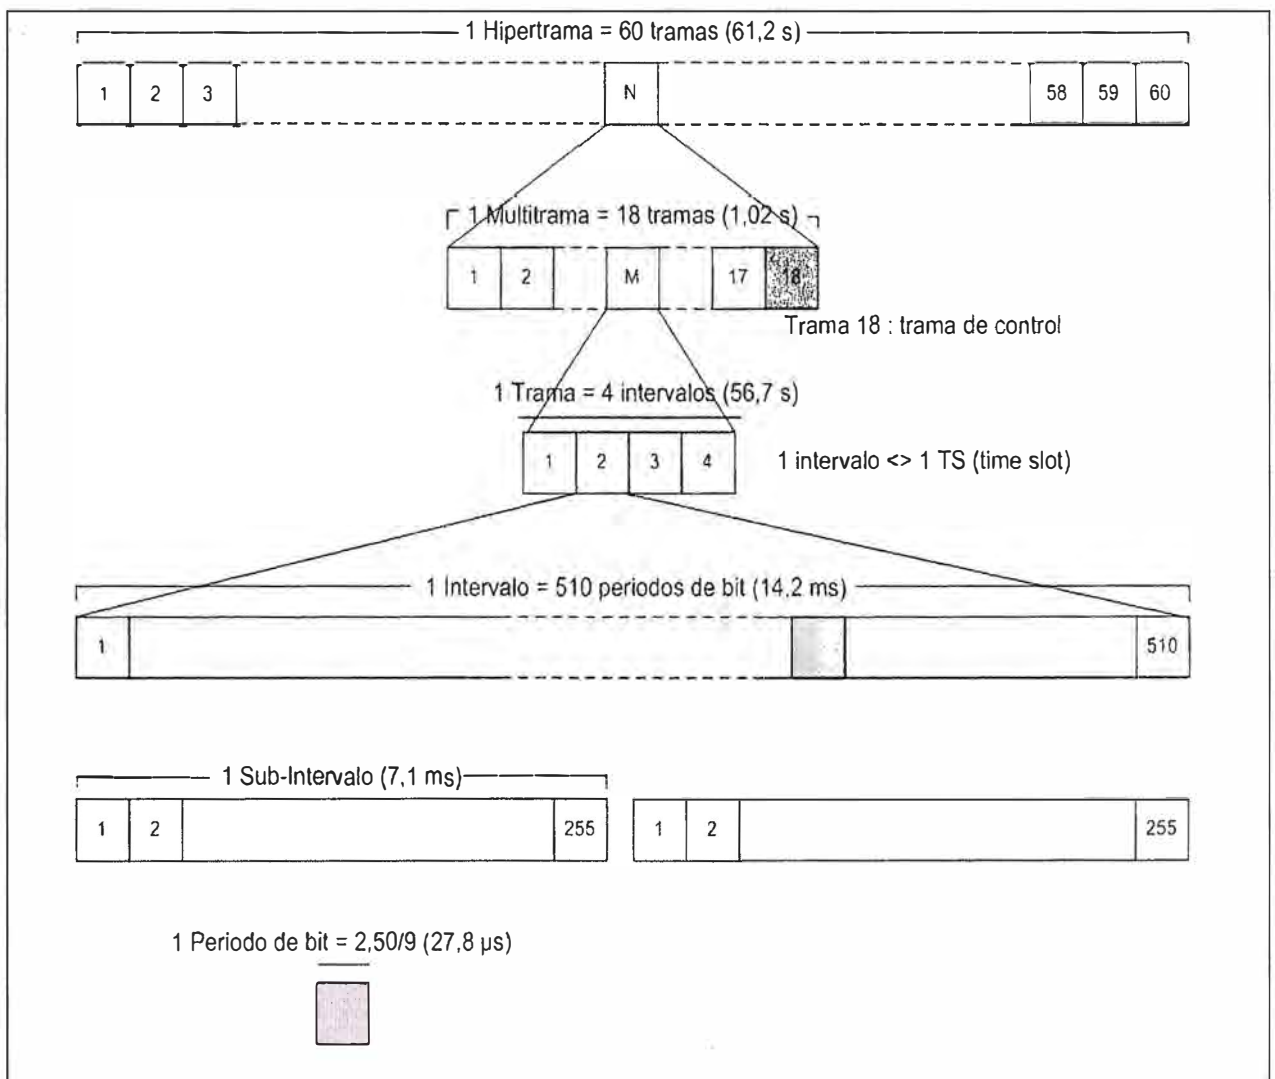 1 Hipertrama = 60 tramas (61,2 s)
1 2 3 N 58 59 60
1 Multitrama = 18 tramas (1,02 s)
1 2 M 17 18
Trama 18 : trama de control
1 Trama = 4 intervalos (56,7 s)
1 2 3 4 1 intervalo <> 1 TS (time slot)
1 Intervalo = 510 periodos de bit (14,2 ms)
1 510
1 Sub-Intervalo (7,1 ms)
1 2 255 1 2 255
1 Periodo de bit = 2,50/9 (27,8 µs)